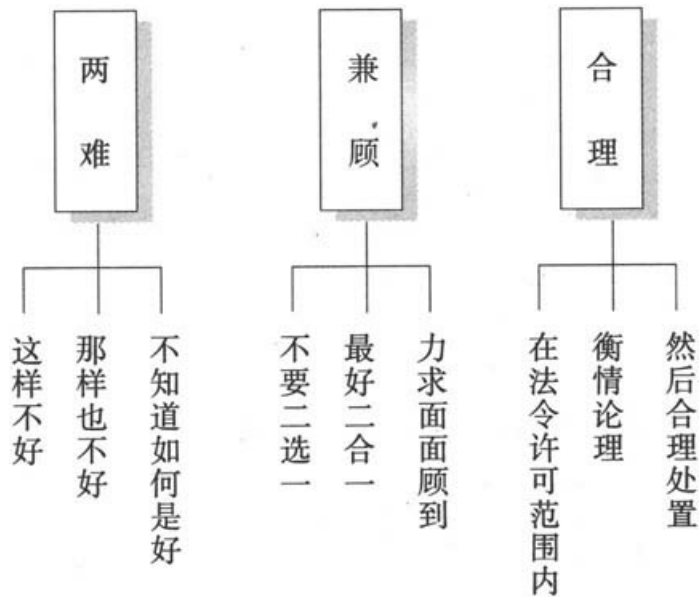 两难
这样不好
那样也不好
不知道如何是好
兼顾
不要二选一
最好二合一
力求面面顾到
合理
在法令许可范围内
衡情论理
然后合理处置